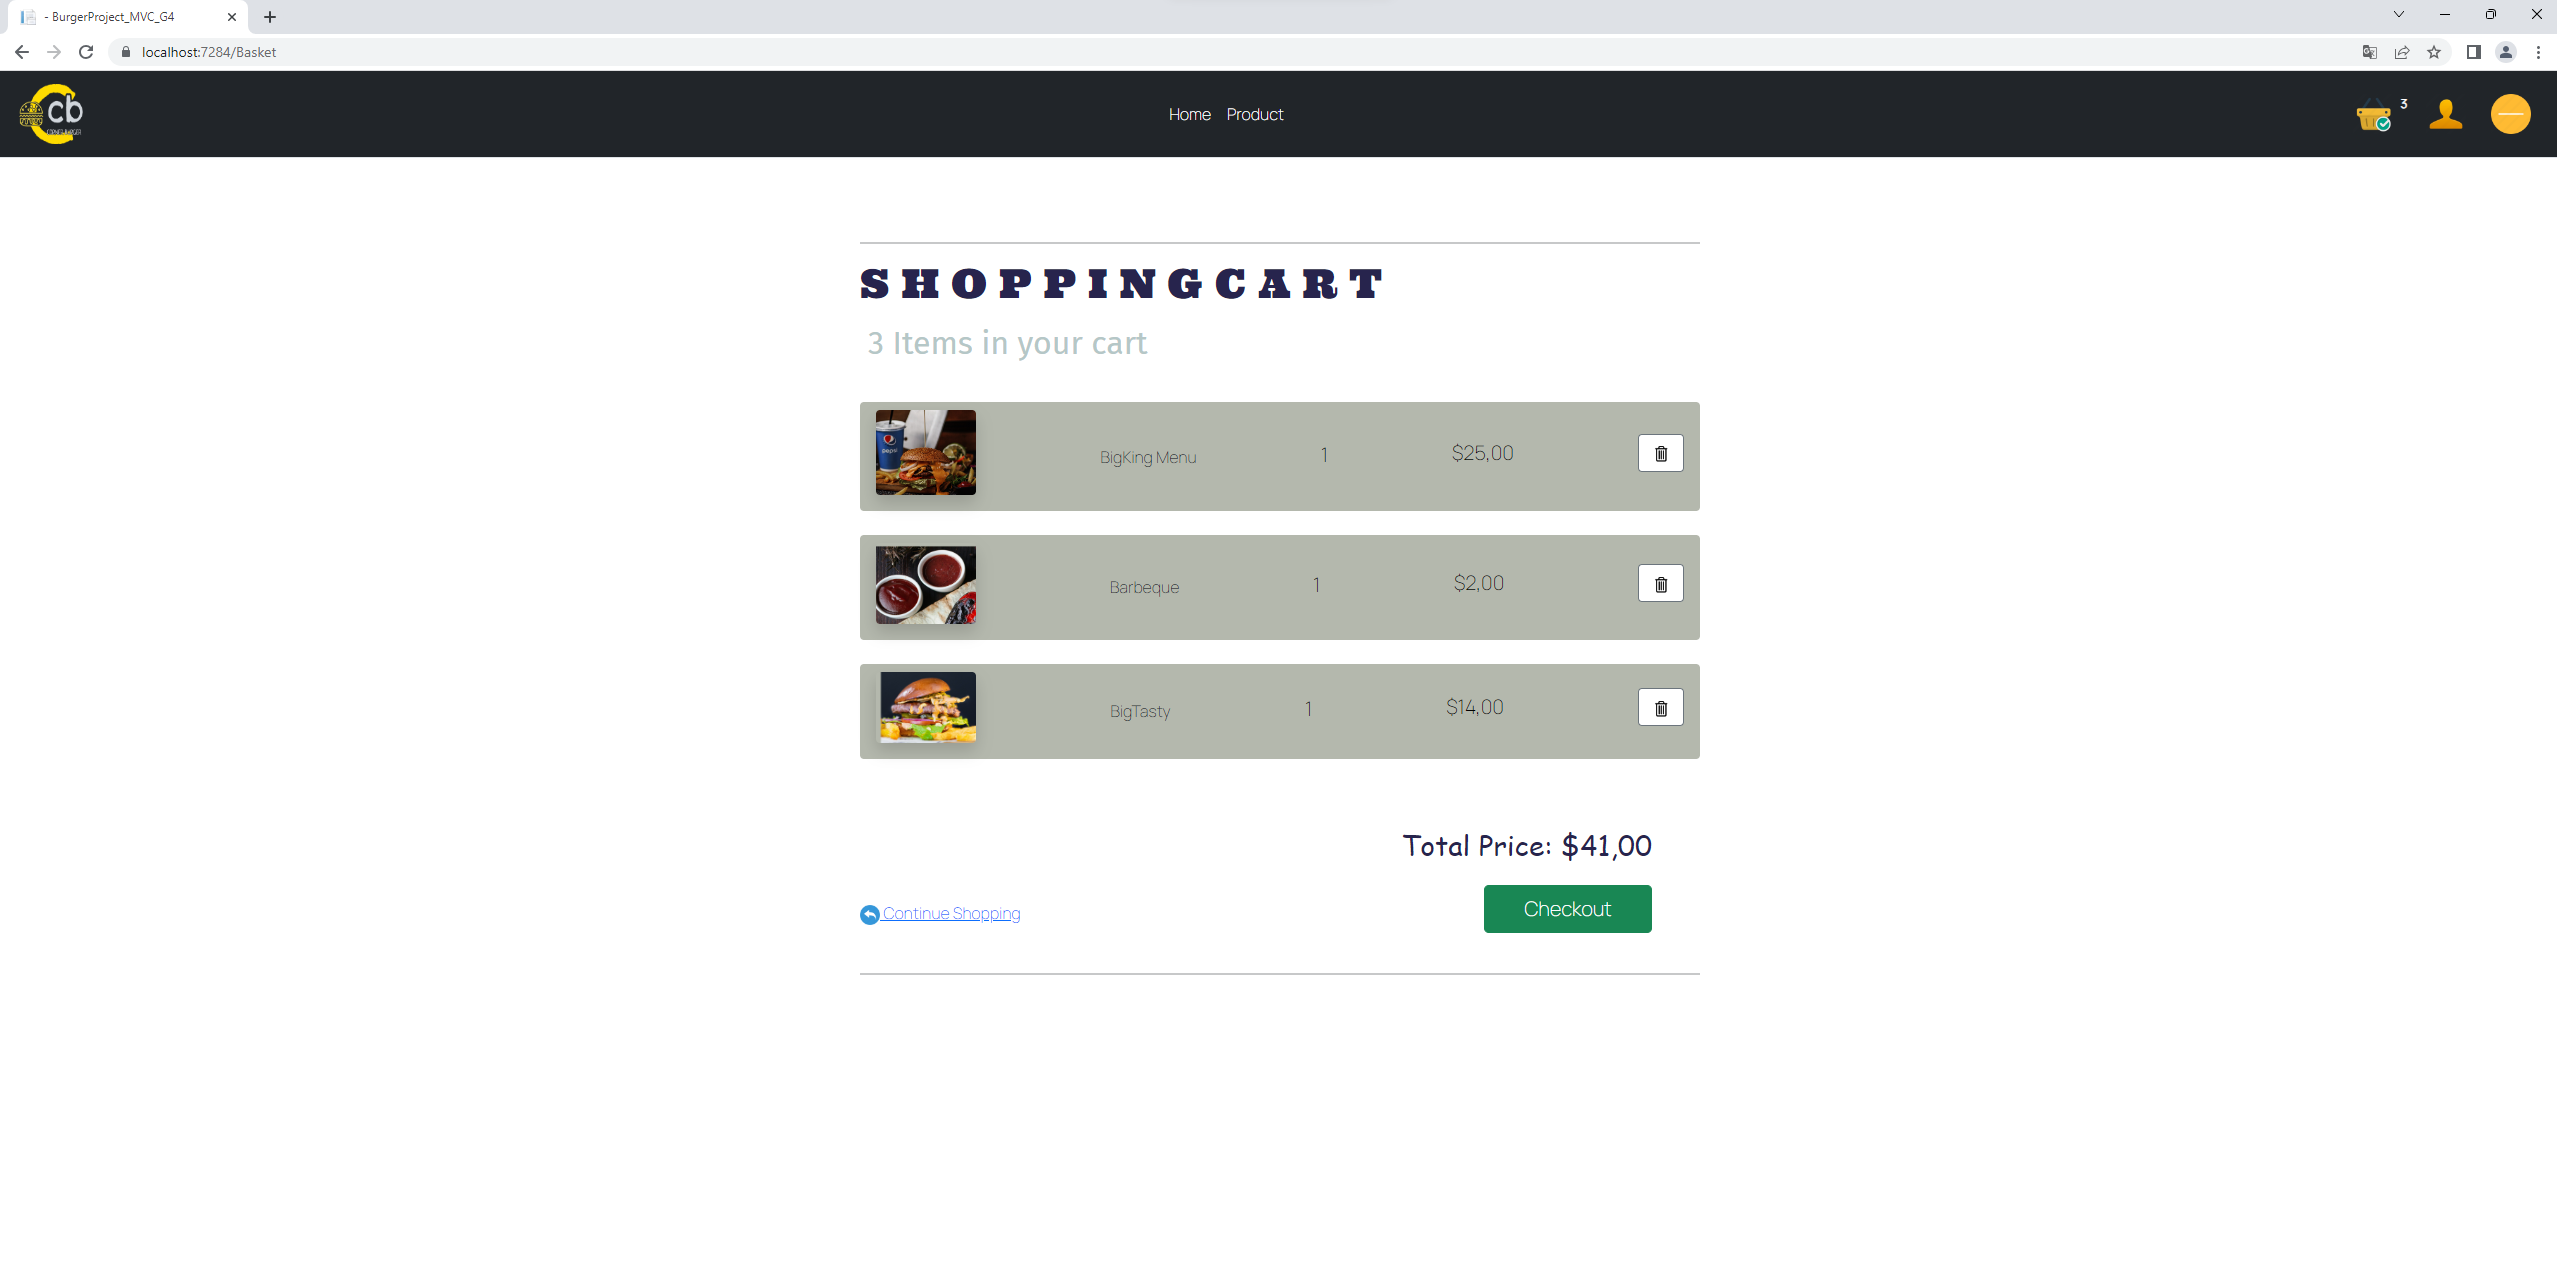 - BurgerProject_MVC_G4
localhost:7284/Basket
cb
Home Product
3
SHOPPINGCART
3 Items in your cart
pepsi
BigKing Menu 1 $25,00
Barbeque 1 $2,00
BigTasty 1 $14,00
Total Price: $41,00
Continue Shopping
Checkout